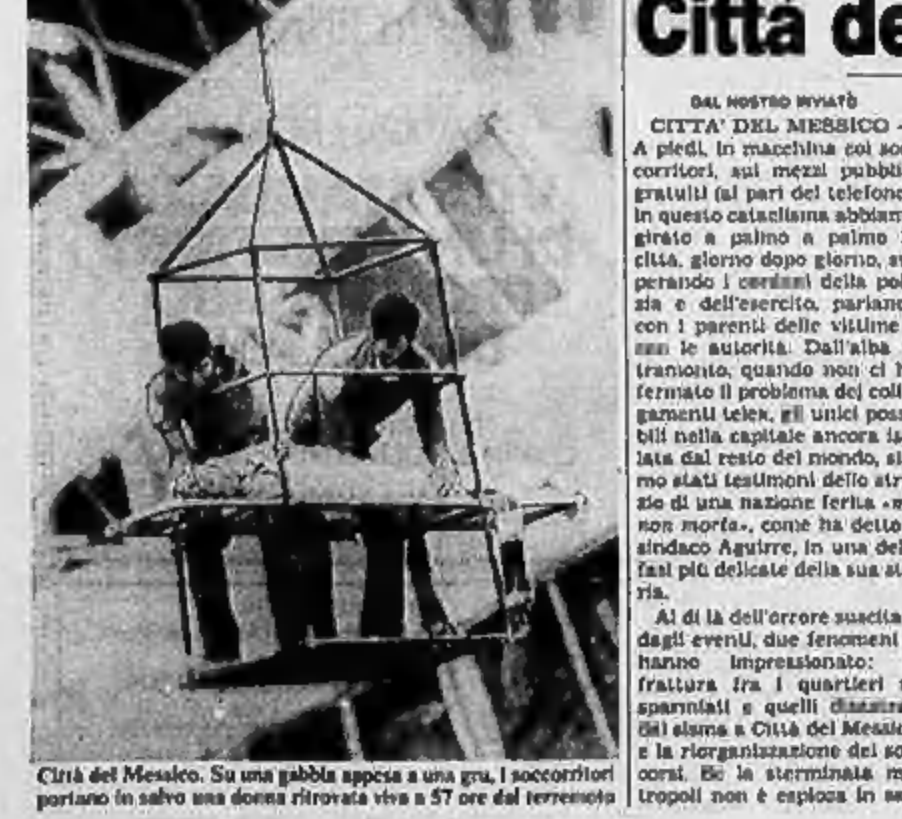 Città de
DAL NOSTRO INVIATO
CITTA' DEL MESSICO -
A piedi, in macchina coi soc
corritori, sui mezzi pubbli
gratuiti (al pari del telefono
in questo cataclisma abbiam
girato a palmo a palmo
città, giorno dopo giorno, su
perando i cordoni della pol
zia e dell'esercito, parland
con i parenti delle vittime
con le autorità. Dall'alba
tramonto, quando non ci h
fermato il problema dei coll
gamenti telex, gli unici poss
bili nella capitale ancora is
lata dal resto del mondo, si
mo stati testimoni dello str
zio di una nazione ferita «m
non morta», come ha detto
sindaco Aguirre, in una del
fasi più delicate della sua st
ria.
Al di là dell'orrore suscita
dagli eventi, due fenomeni
hanno impressionato:
frattura fra i quartieri
sparmiati e quelli
dal sisma a Città del Messic
e la riorganizzazione dei so
corsi. Se la sterminata m
tropoli non è esplosa in
Città del Messico. Su una gabbia appesa a una gru, i soccorritori
portano in salvo una donna ritrovata viva a 57 ore dal terremoto